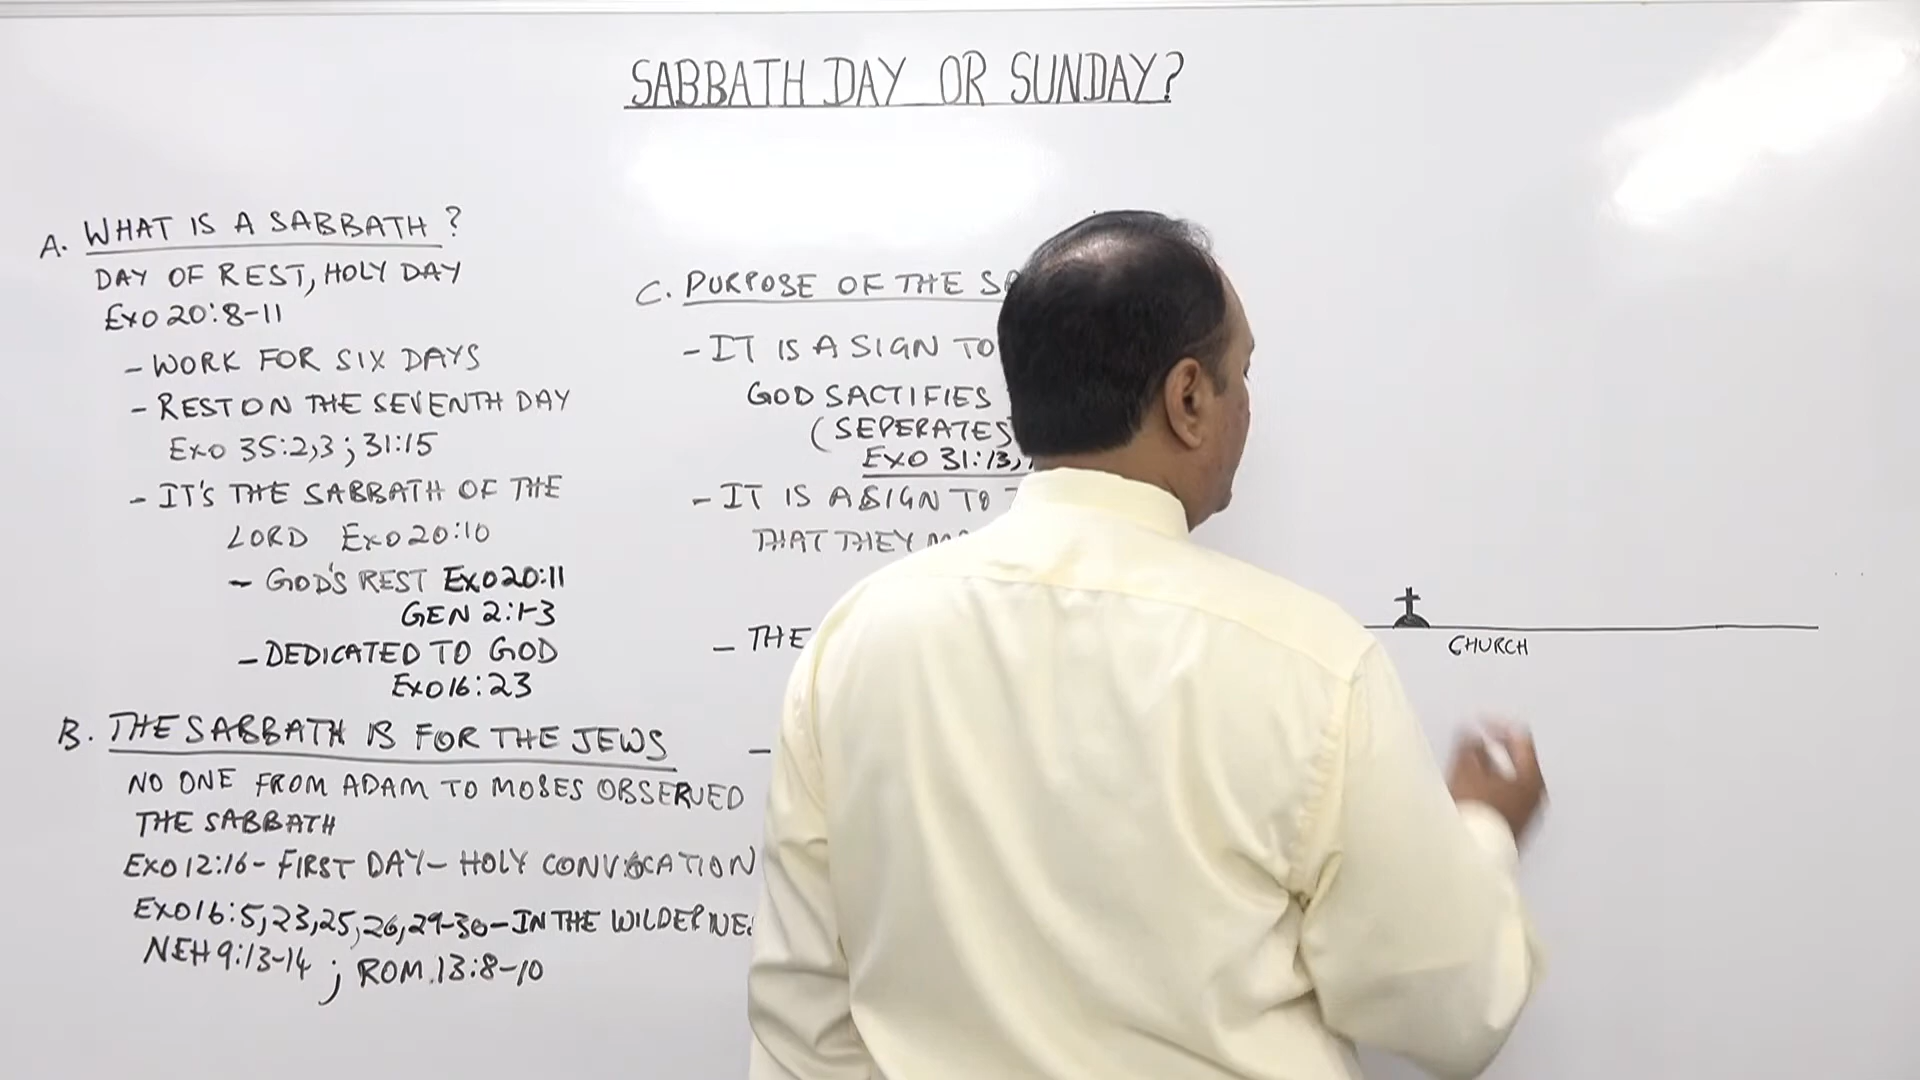 SABBATH DAY OR SUNDAY?
A. WHAT IS A SABBATH?
DAY OF REST, HOLY DAY
EXO 20:8-11
- WORK FOR SIX DAYS
- REST ON THE SEVENTH DAY
EXO 35:2,3; 31:15
- IT'S THE SABBATH OF THE
LORD EXO 20:10
- GOD'S REST EXO 20:11
GEN 2:1-3
- DEDICATED TO GOD
EXO 16:23
B. THE SABBATH IS FOR THE JEWS
NO ONE FROM ADAM TO MOSES OBSERVED
THE SABBATH
EXO 12:16 - FIRST DAY - HOLY CONVOCATION
EXO 16:5,23,25,26,29-30 - IN THE
NEH 9:13-14; ROM.13:8-10
C. PURPOSE OF THE
- IT IS A SIGN TO
GOD SACTIFIES
(SEPERATES
EXO 31:13,
- IT IS A SIGN TO
THAT THEY
- THE
-
CHURCH